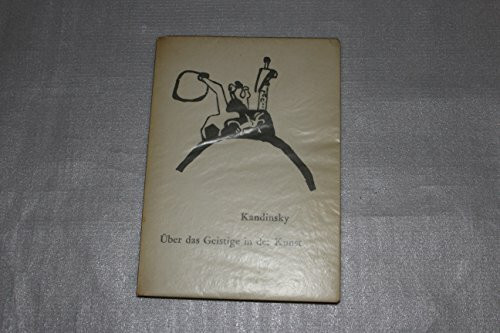 Kandinsky
Über das Geistige in der Kunst